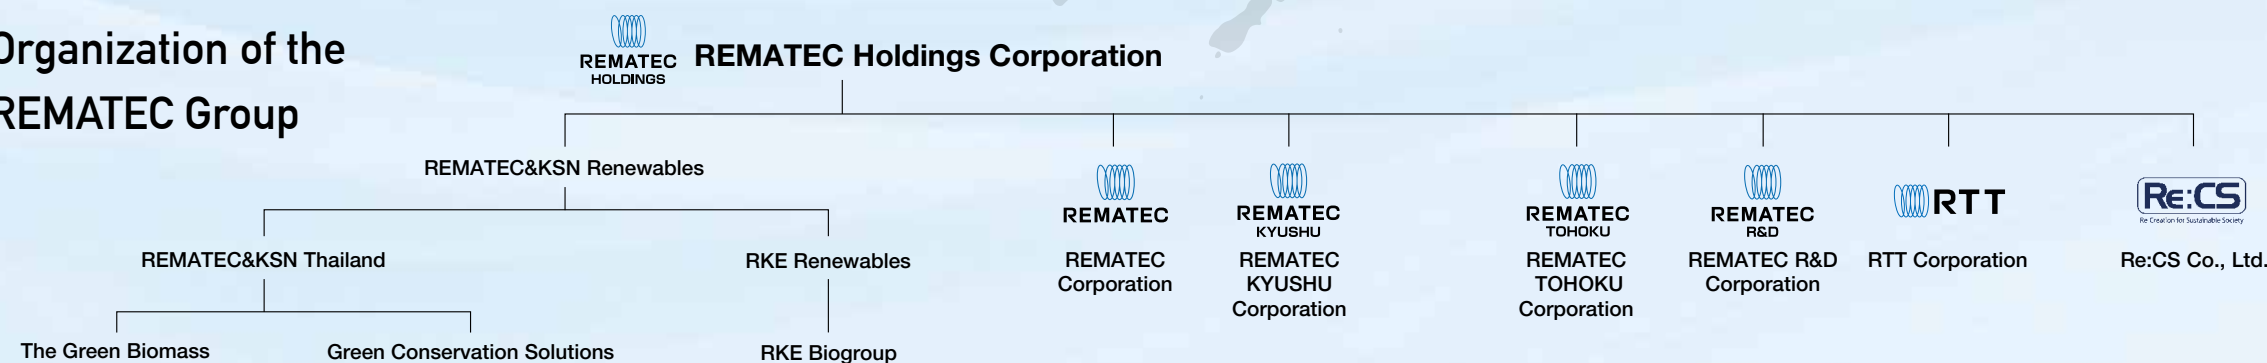 Organization of the
REMATEC Group
REMATEC
HOLDINGS
REMATEC Holdings Corporation
REMATEC&KSN Renewables
REMATEC&KSN Thailand
RKE Renewables
The Green Biomass
Green Conservation Solutions
RKE Biogroup
REMATEC
REMATEC
Corporation
REMATEC
KYUSHU
REMATEC
KYUSHU
Corporation
REMATEC
TOHOKU
REMATEC
TOHOKU
Corporation
REMATEC
R&D
REMATEC R&D
Corporation
RTT
RTT Corporation
Re:CS
Re Creation for Sustainable Society
Re:CS Co., Ltd.